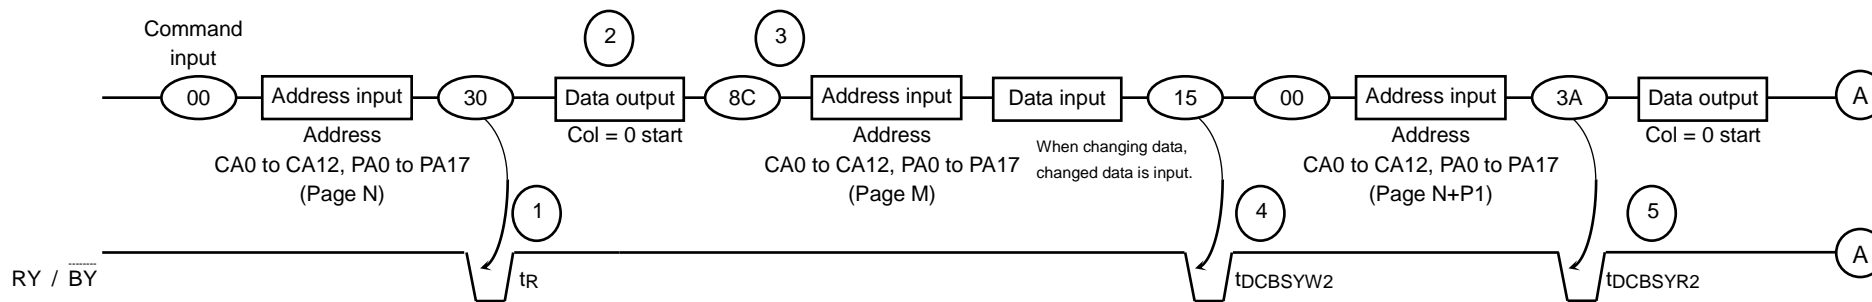 Command
input
2
3
00
Address input
30
Data output
8C
Address input
Data input
15
00
Address input
3A
Data output
A
Address
CA0 to CA12, PA0 to PA17
(Page N)
Col = 0 start
Address
CA0 to CA12, PA0 to PA17
(Page M)
When changing data,
changed data is input.
Address
CA0 to CA12, PA0 to PA17
(Page N+P1)
Col = 0 start
1
4
5
RY / BY
tR
tDCBSYW2
tDCBSYR2
A